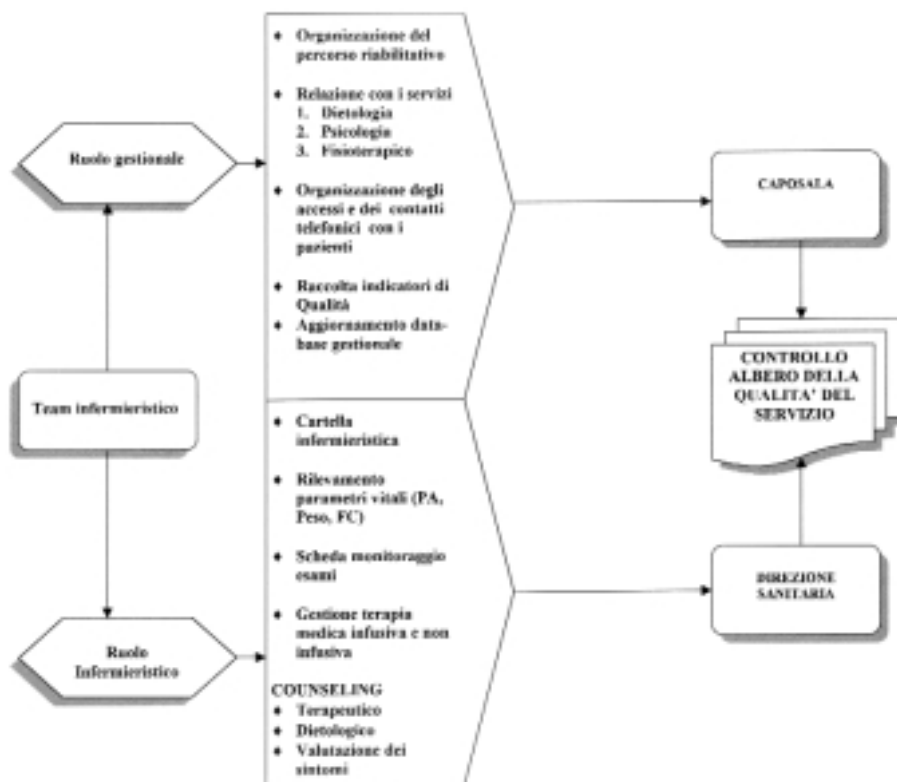 Ruolo gestionale
Team infermieristico
Ruolo
Infermieristico
♦ Organizzazione del
percorso riabilitativo
♦ Relazione con i servizi
1. Dietologia
2. Psicologia
3. Fisioterapico
♦ Organizzazione degli
accessi e dei contatti
telefonici con i
pazienti
♦ Raccolta indicatori di
Qualità
♦ Aggiornamento data-
base gestionale
♦ Cartella
infermieristica
♦ Rilevamento
parametri vitali (PA,
Peso, FC)
♦ Scheda monitoraggio
esami
♦ Gestione terapia
medica infusiva e non
infusiva
COUNSELING
♦ Terapeutico
♦ Dietologico
♦ Valutazione dei
sintomi
CAPOSALA
CONTROLLO
ALBERO DELLA
QUALITA' DEL
SERVIZIO
DIREZIONE
SANITARIA